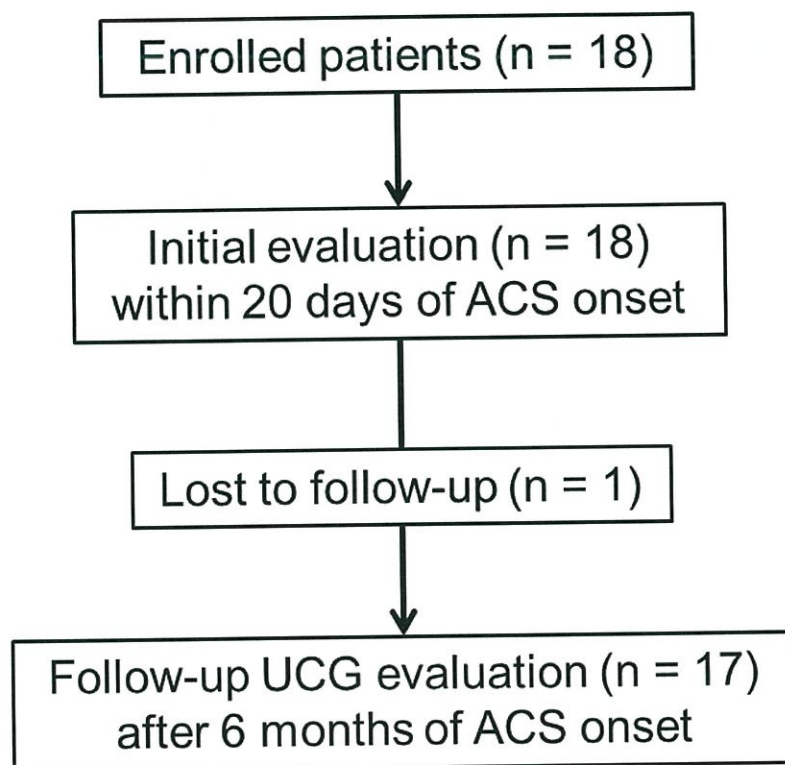 Enrolled patients (n = 18)
Initial evaluation (n = 18)
within 20 days of ACS onset
Lost to follow-up (n = 1)
Follow-up UCG evaluation (n = 17)
after 6 months of ACS onset